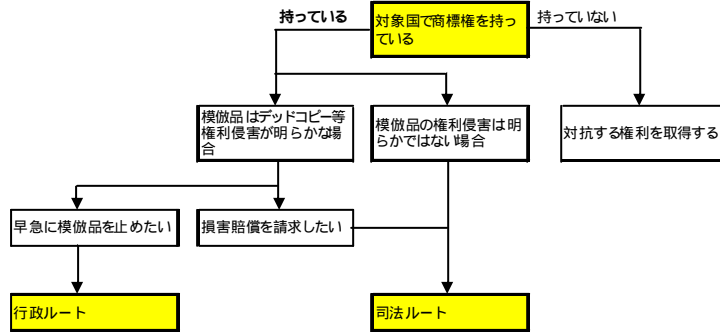 持っている
対象国で商標権を持っ
ている
持っていない
模倣品はデッドコピー等
権利侵害が明らかな場
合
模倣品の権利侵害は明
らかではない場合
対抗する権利を取得する
早急に模倣品を止めたい
損害賠償を請求したい
行政ルート
司法ルート